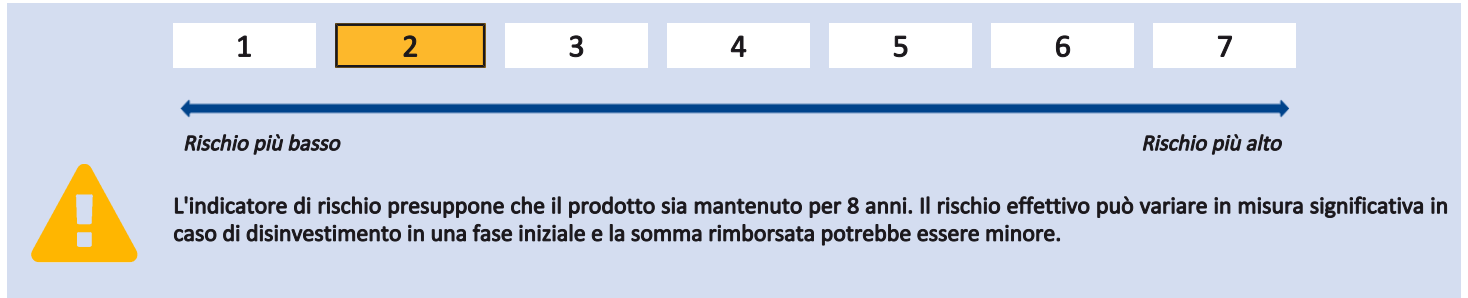 1 2 3 4 5 6 7
Rischio più basso Rischio più alto
L'indicatore di rischio presuppone che il prodotto sia mantenuto per 8 anni. Il rischio effettivo può variare in misura significativa in
caso di disinvestimento in una fase iniziale e la somma rimborsata potrebbe essere minore.